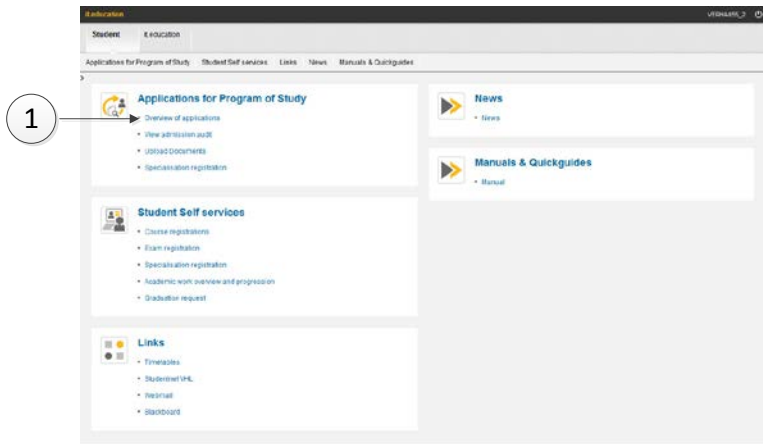 it.education
Student it.education
Applications for Program of Study Student Self services Links News Manuals & Quickguides
>
1
Applications for Program of Study
• Overview of applications
• View admission audit
• Upload Documents
• Specialisation registration
Student Self services
• Course registrations
• Exam registration
• Specialisation registration
• Academic work overview and progression
• Graduation request
Links
• Timetables
• Studentnet VHL
• Webmail
• Blackboard
News
• News
Manuals & Quickguides
• Manual